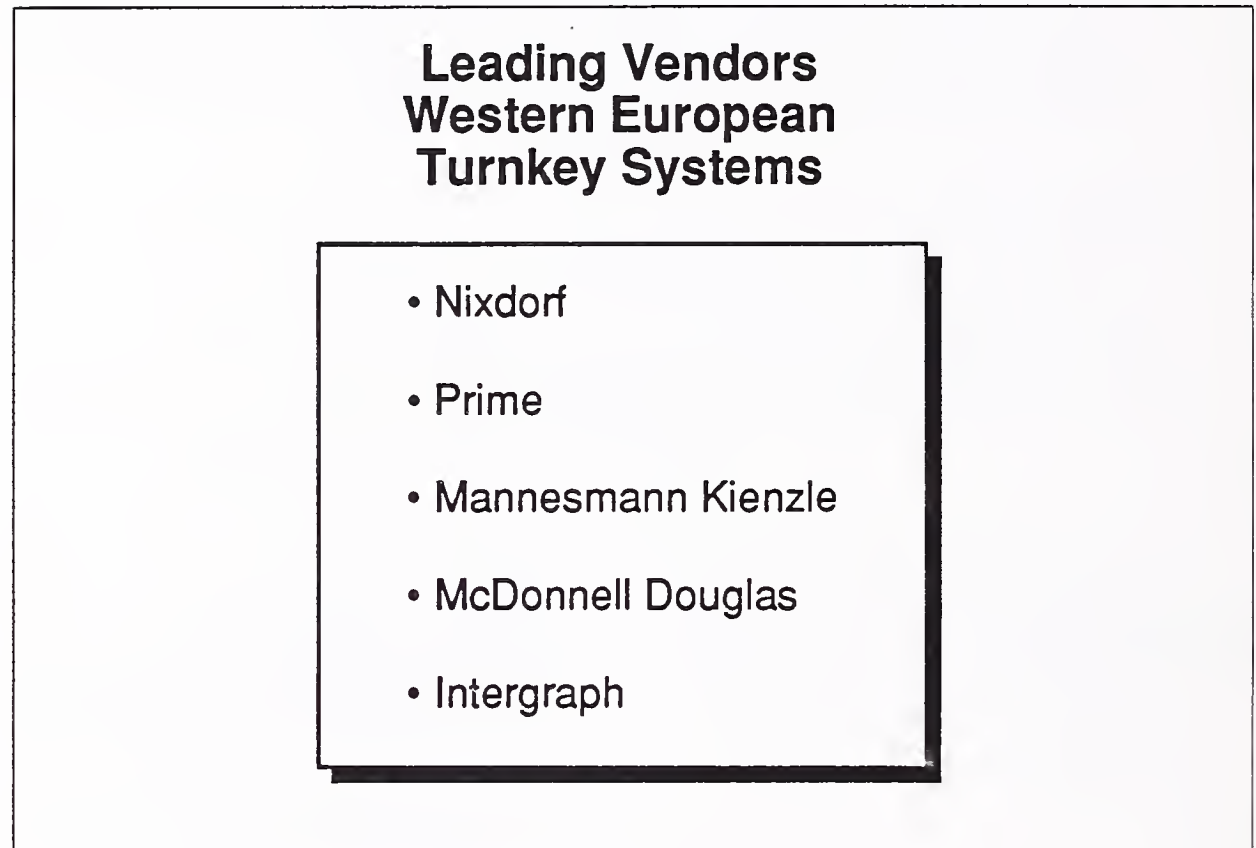 Leading Vendors
Western European
Turnkey Systems
• Nixdorf
• Prime
• Mannesmann Kienzle
• McDonnell Douglas
• Intergraph